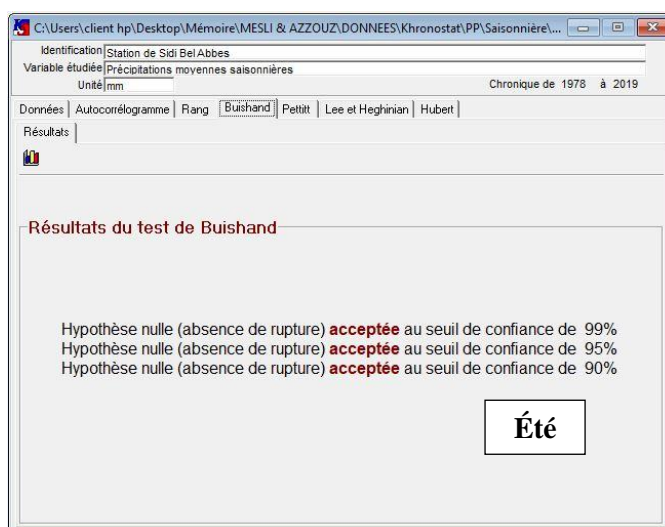 C:\Users\client hp\Desktop\Mémoire\MESLI & AZZOUZ\DONNEES\Khronostat\PP\Saisonnière\...
Identification Station de Sidi Bel Abbes
Variable étudiée Précipitations moyennes saisonnières
Unité mm Chronique de 1978 à 2019
Données Autocorrélogramme Rang Buishand Pettitt Lee et Heghinian Hubert
Résultats
Résultats du test de Buishand
Hypothèse nulle (absence de rupture) acceptée au seuil de confiance de 99%
Hypothèse nulle (absence de rupture) acceptée au seuil de confiance de 95%
Hypothèse nulle (absence de rupture) acceptée au seuil de confiance de 90%
Été